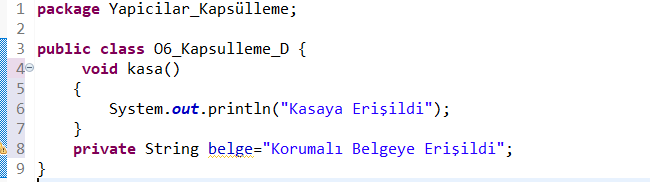 1 package Yapicilar_Kapsülleme;
2
3 public class O6_Kapsulleme_D {
4 void kasa()
5 {
6 System.out.println("Kasaya Erişildi");
7 }
8 private String belge="Korumalı Belgeye Erişildi";
9 }